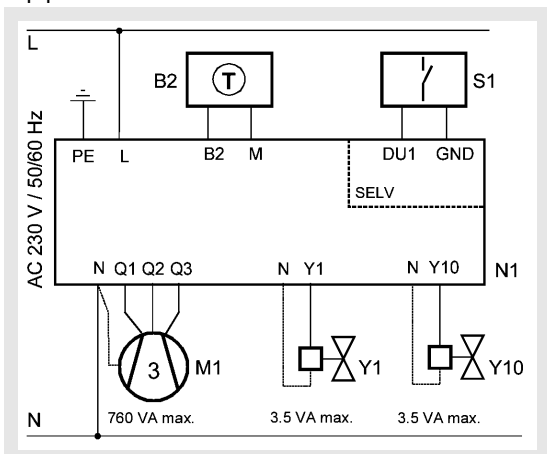 L
B2 T S1
PE L B2 M DU1 GND
SELV
AC 230 V / 50/60 Hz
N Q1 Q2 Q3 N Y1 N Y10 N1
3 M1 Y1 Y10
760 VA max. 3.5 VA max. 3.5 VA max.
N